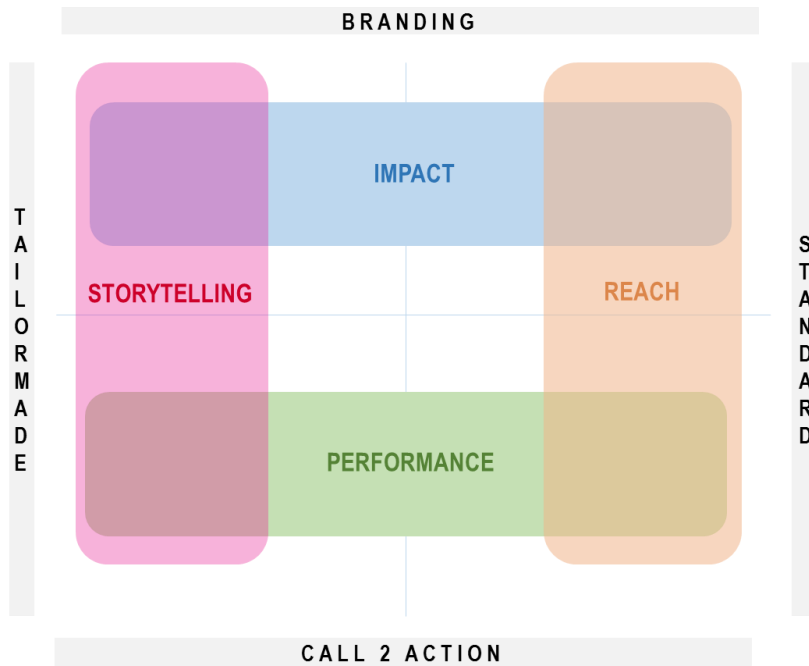 BRANDING
TAILORMADE
IMPACT
STORYTELLING
REACH
STANDARD
PERFORMANCE
CALL 2 ACTION